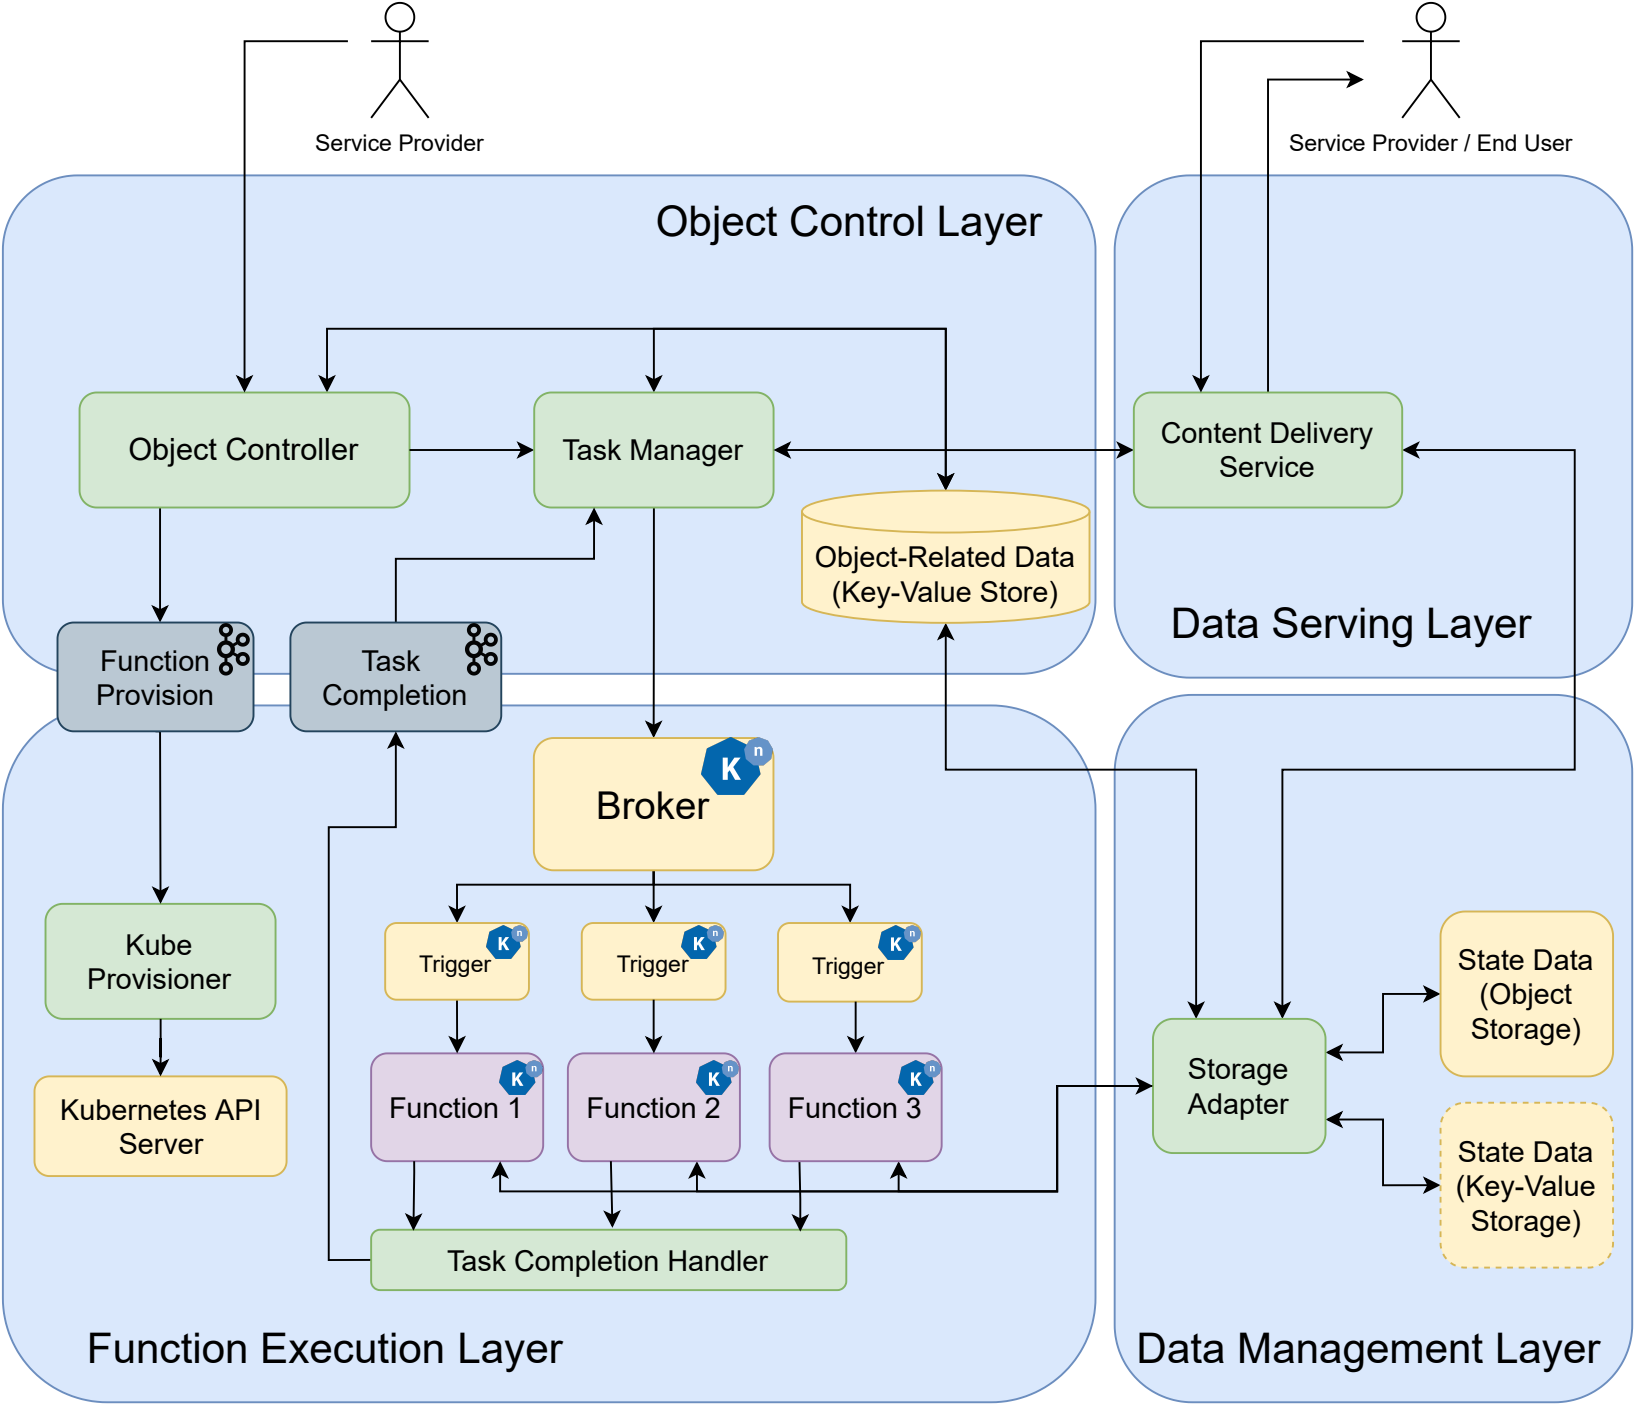 Service Provider
Service Provider / End User
Object Control Layer
Object Controller
Task Manager
Content Delivery
Service
Object-Related Data
(Key-Value Store)
Data Serving Layer
Function
Provision
Task
Completion
Broker
K
n
Trigger
K
n
Trigger
K
n
Trigger
K
n
Kube
Provisioner
Kubernetes API
Server
Function 1
K
n
Function 2
K
n
Function 3
K
n
Task Completion Handler
Function Execution Layer
Storage
Adapter
State Data
(Object
Storage)
State Data
(Key-Value
Storage)
Data Management Layer